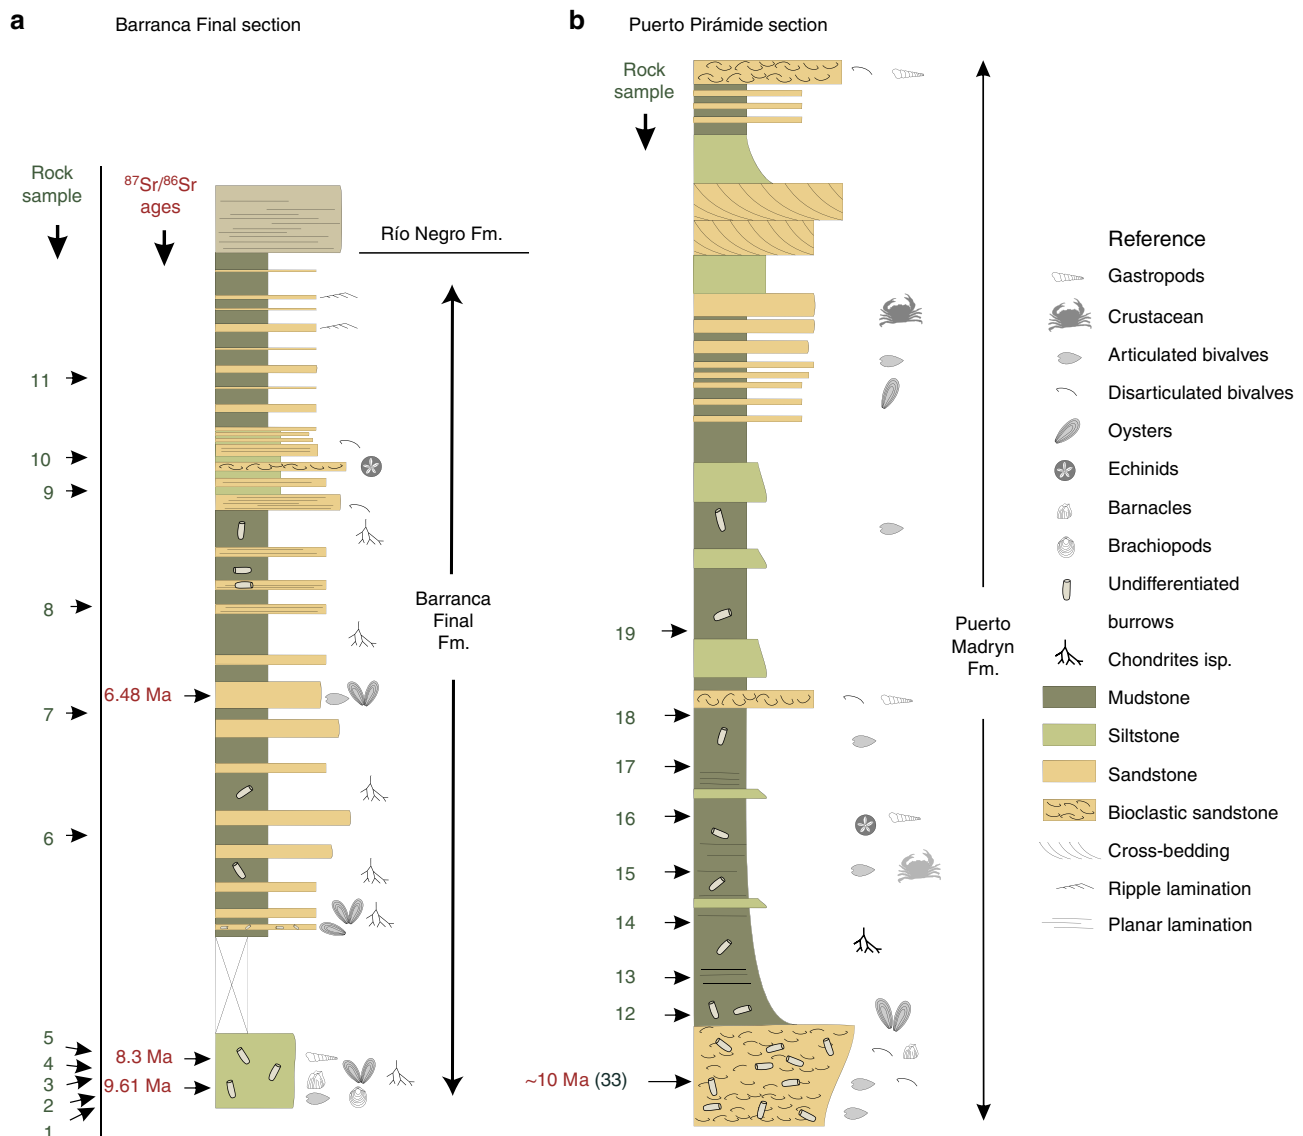 a
Barranca Final section
Rock
sample
87Sr/86Sr
ages
Río Negro Fm.
11
10
9
8
6.48 Ma
7
6
Barranca
Final
Fm.
5
4
3
2
1
8.3 Ma
9.61 Ma
b
Puerto Pirámide section
Rock
sample
19
18
17
16
15
14
13
12
~10 Ma (33)
Puerto
Madryn
Fm.
Reference
Gastropods
Crustacean
Articulated bivalves
Disarticulated bivalves
Oysters
Echinids
Barnacles
Brachiopods
Undifferentiated
burrows
Chondrites isp.
Mudstone
Siltstone
Sandstone
Bioclastic sandstone
Cross-bedding
Ripple lamination
Planar lamination